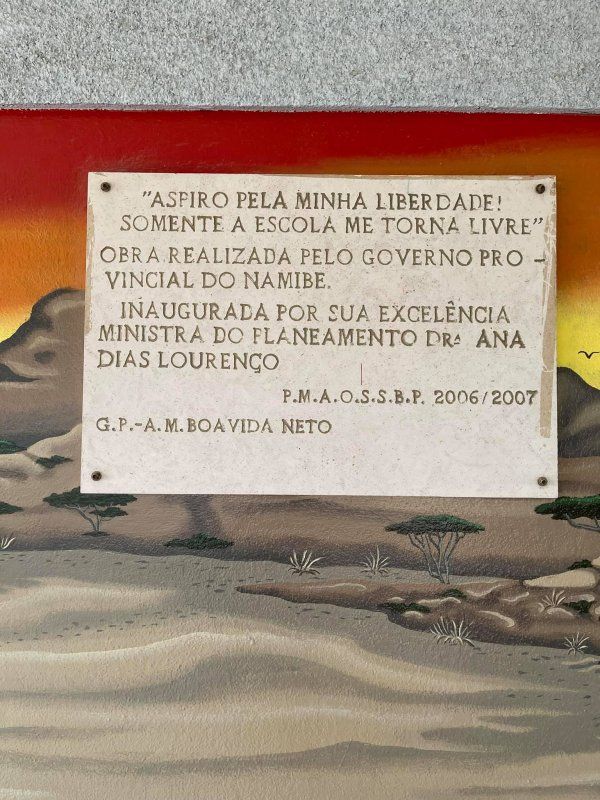 "ASPIRO PELA MINHA LIBERDADE!
SOMENTE A ESCOLA ME TORNA LIVRE"
OBRA REALIZADA PELO GOVERNO PRO -
VINCIAL DO NAMIBE.
INAUGURADA POR SUA EXCELÊNCIA
MINISTRA DO PLANEAMENTO DRª ANA
DIAS LOURENÇO
P.M.A.O.S.S.B.P. 2006/2007
G.P.-A.M.BOAVIDA NETO